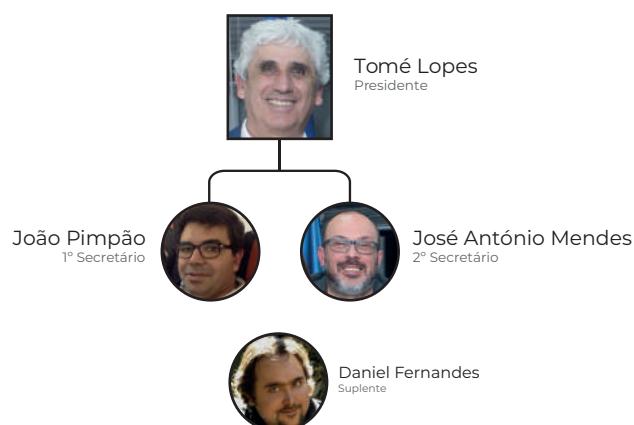 Tomé Lopes
Presidente
João Pimpão
1º Secretário
José António Mendes
2º Secretário
Daniel Fernandes
Suplente